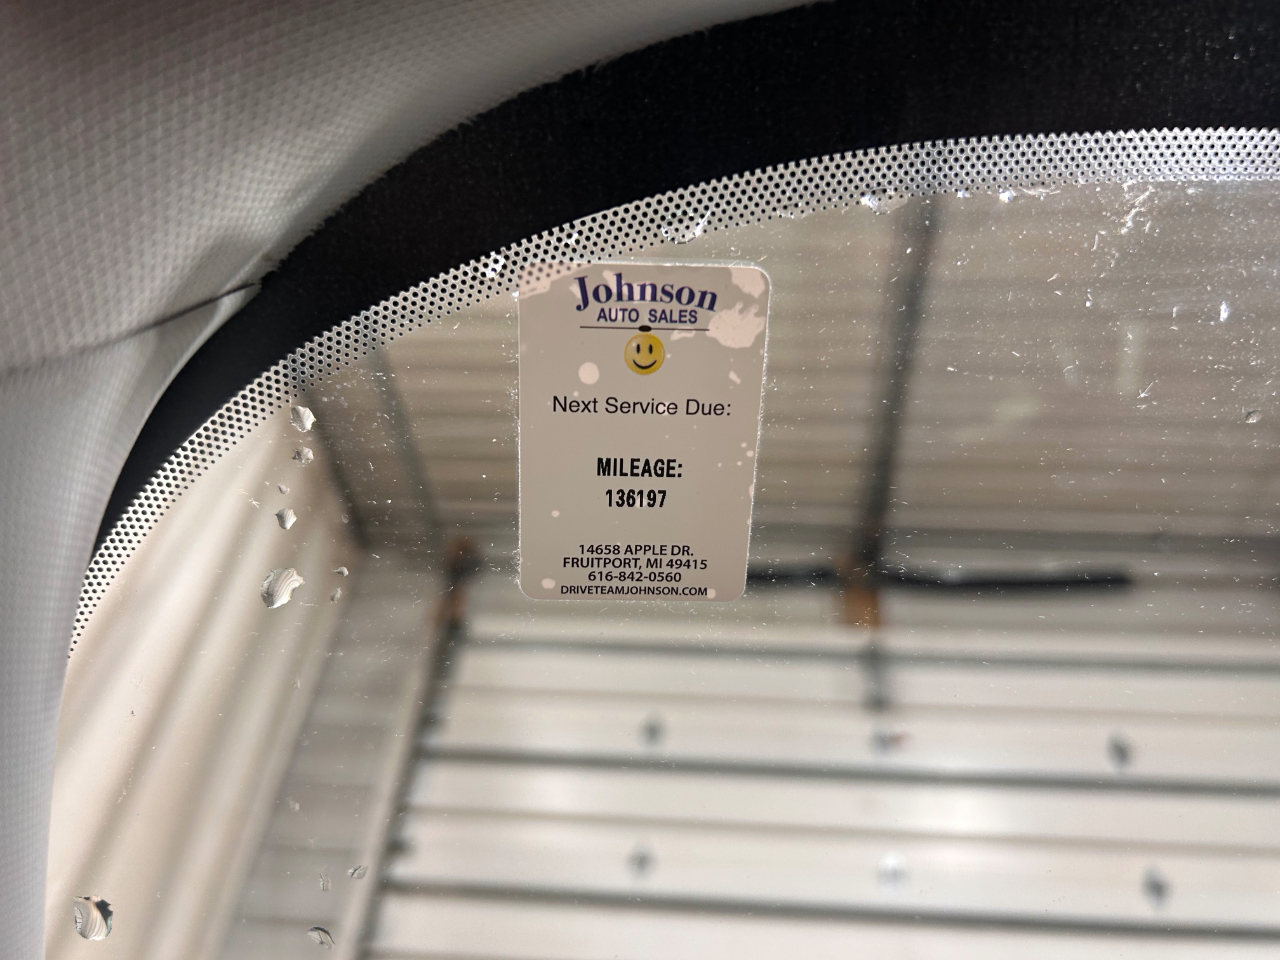 Johnson
AUTO SALES
Next Service Due:
MILEAGE:
136197
14658 APPLE DR.
FRUITPORT, MI 49415
616-842-0560
DRIVETEAMJOHNSON.COM